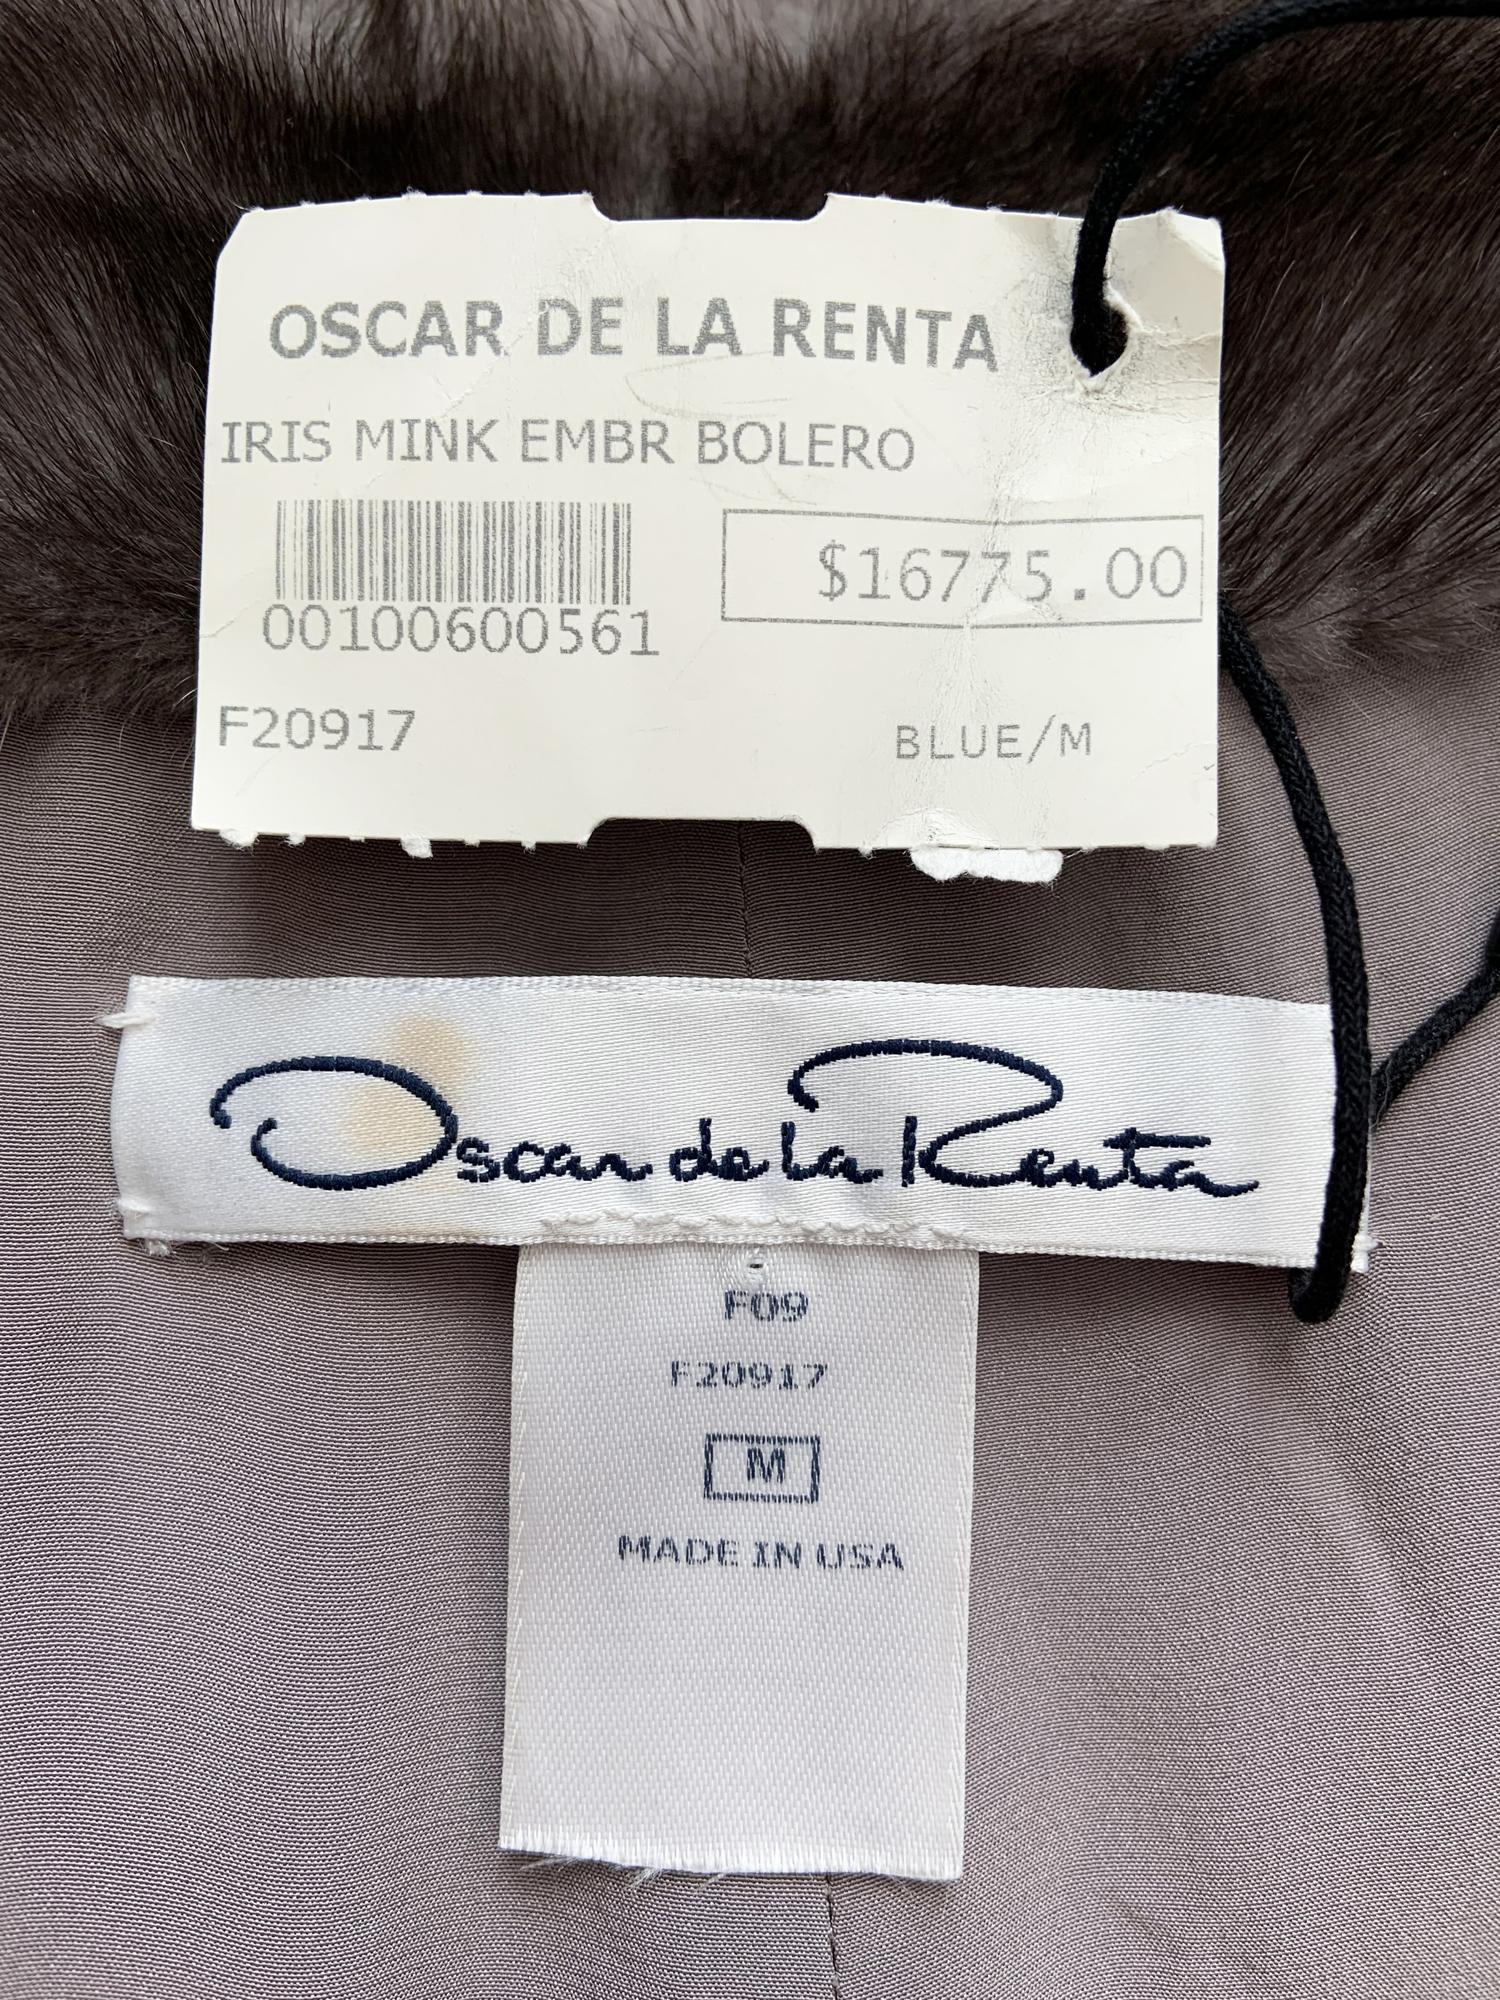 OSCAR DE LA RENTA
IRIS MINK EMBR BOLERO
$16775.00
00100600561
F20917 BLUE/M
Oscar de la Renta
F09
F20917
M
MADE IN USA